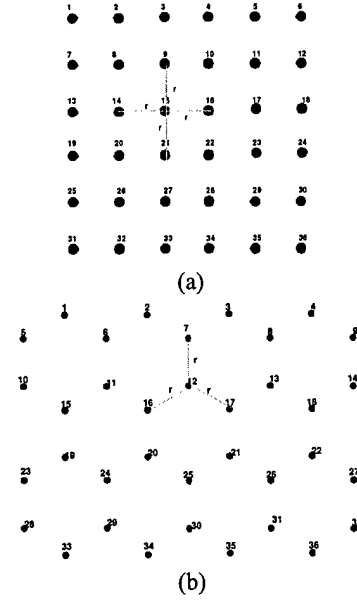 1 2 3 4 5 6
7 8 9 10 11 12
r
13 14 15 16 17 18
r r
r
19 20 21 22 23 24
25 26 27 28 29 30
31 32 33 34 35 36
(a)
1 2 3 4
5 6 7 8 9
r
10 11 12 13 14
r r
15 16 17 18
19 20 21 22
23 24 25 26 27
28 29 30 31
33 34 35 36
(b)